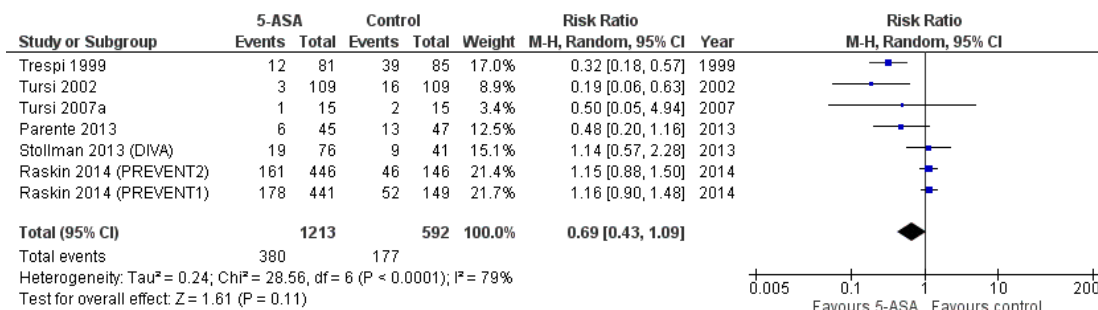 5-ASA Control Risk Ratio Risk Ratio
Study or Subgroup Events Total Events Total Weight M-H, Random, 95% CI Year M-H, Random, 95% CI
Trespi 1999 12 81 39 85 17.0% 0.32 [0.18, 0.57] 1999
Tursi 2002 3 109 16 109 8.9% 0.19 [0.06, 0.63] 2002
Tursi 2007a 1 15 2 15 3.4% 0.50 [0.05, 4.94] 2007
Parente 2013 6 45 13 47 12.5% 0.48 [0.20, 1.16] 2013
Stollman 2013 (DIVA) 19 76 9 41 15.1% 1.14 [0.57, 2.28] 2013
Raskin 2014 (PREVENT2) 161 446 46 146 21.4% 1.15 [0.88, 1.50] 2014
Raskin 2014 (PREVENT1) 178 441 52 149 21.7% 1.16 [0.90, 1.48] 2014
Total (95% CI) 1213 592 100.0% 0.69 [0.43, 1.09]
Total events 380 177
Heterogeneity: Tau² = 0.24; Chi² = 28.56, df = 6 (P < 0.0001); I² = 79%
Test for overall effect: Z = 1.61 (P = 0.11)
0.005 0.1 1 10 200
Favours 5-ASA Favours control